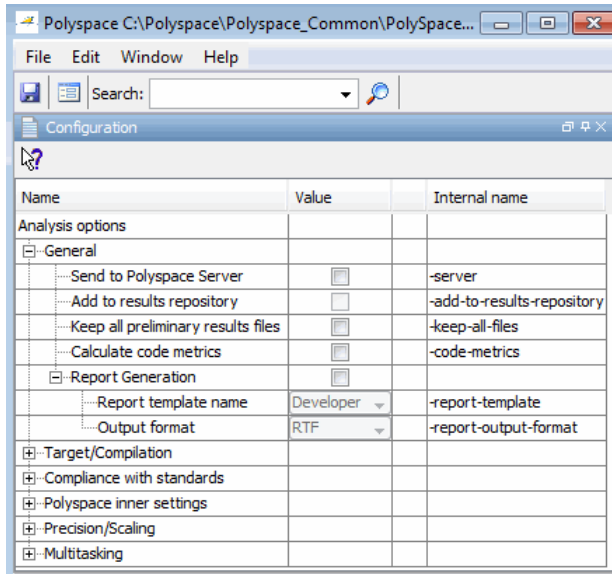 Polyspace C:\Polyspace\Polyspace_Common\PolySpace...
File Edit Window Help
Search:
Configuration
Name Value Internal name
Analysis options
General
Send to Polyspace Server -server
Add to results repository -add-to-results-repository
Keep all preliminary results files -keep-all-files
Calculate code metrics -code-metrics
Report Generation
Report template name Developer -report-template
Output format RTF -report-output-format
Target/Compilation
Compliance with standards
Polyspace inner settings
Precision/Scaling
Multitasking